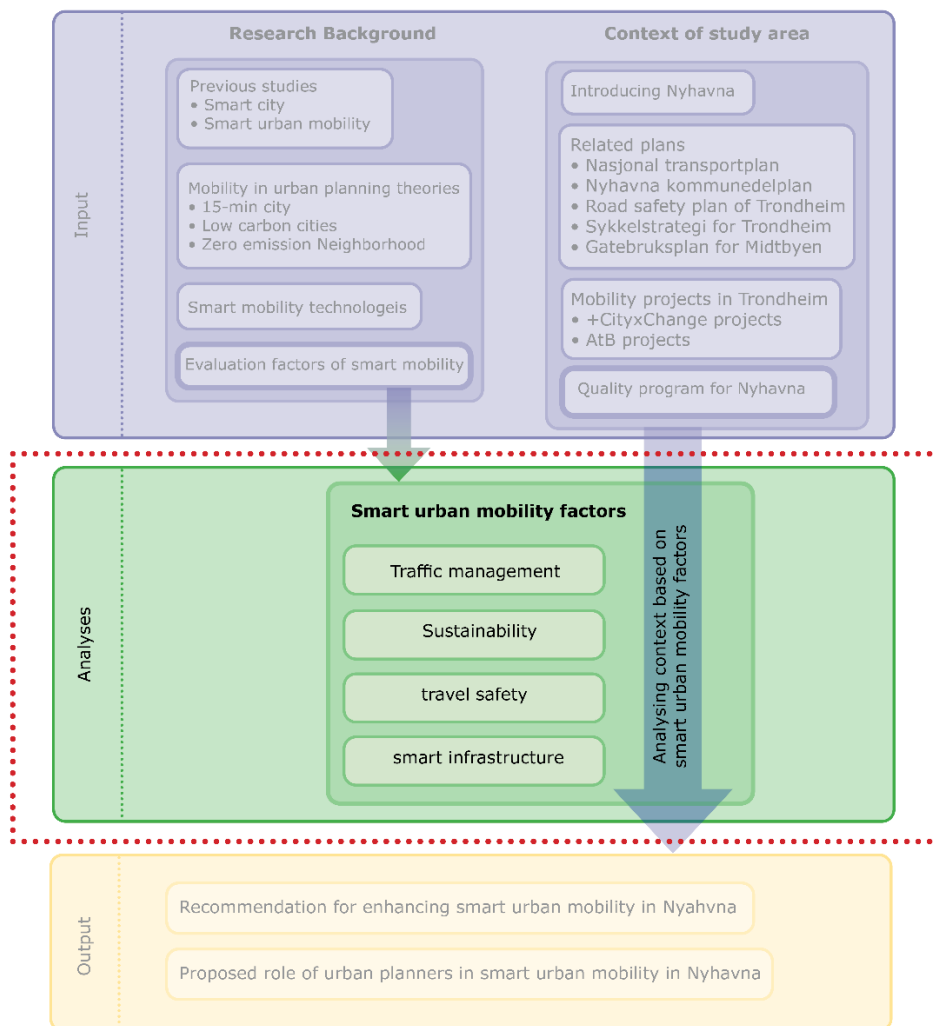 Input
Research Background
Previous studies
• Smart city
• Smart urban mobility
Mobility in urban planning theories
• 15-min city
• Low carbon cities
• Zero emission Neighborhood
Smart mobility technologeis
Evaluation factors of smart mobility
Context of study area
Introducing Nyhavna
Related plans
• Nasjonal transportplan
• Nyhavna kommunedelplan
• Road safety plan of Trondheim
• Sykkelstrategi for Trondheim
• Gatebruksplan for Midtbyen
Mobility projects in Trondheim
• +CityxChange projects
• AtB projects
Quality program for Nyhavna
Analyses
Smart urban mobility factors
Traffic management
Sustainability
travel safety
smart infrastructure
Analysing context based on
smart urban mobility factors
Output
Recommendation for enhancing smart urban mobility in Nyahvna
Proposed role of urban planners in smart urban mobility in Nyhavna